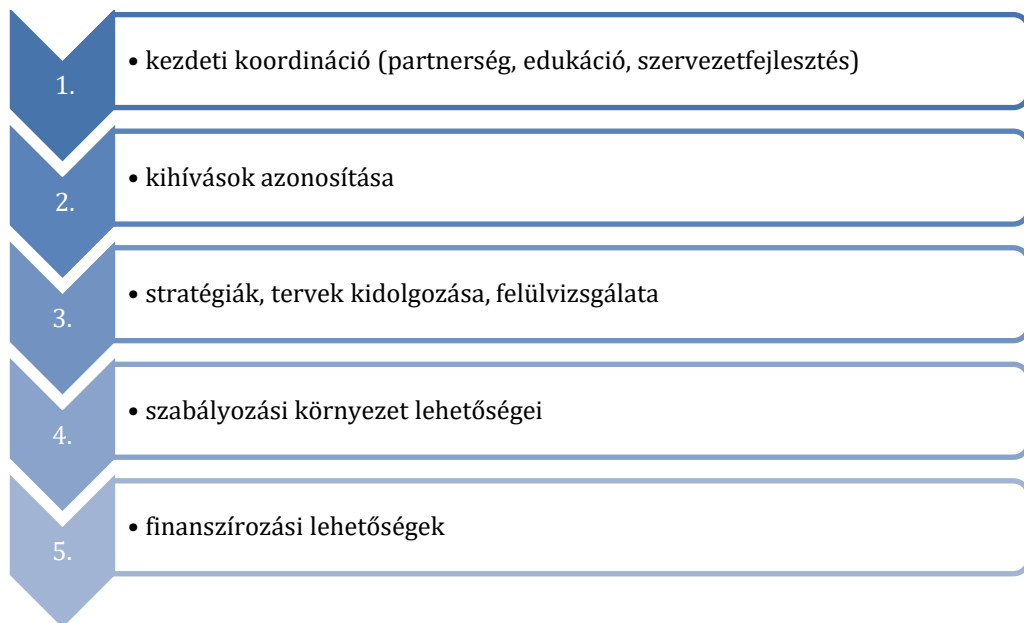 1.
• kezdeti koordináció (partnerség, edukáció, szervezetfejlesztés)
2.
• kihívások azonosítása
3.
• stratégiák, tervek kidolgozása, felülvizsgálata
4.
• szabályozási környezet lehetőségei
5.
• finanszírozási lehetőségek